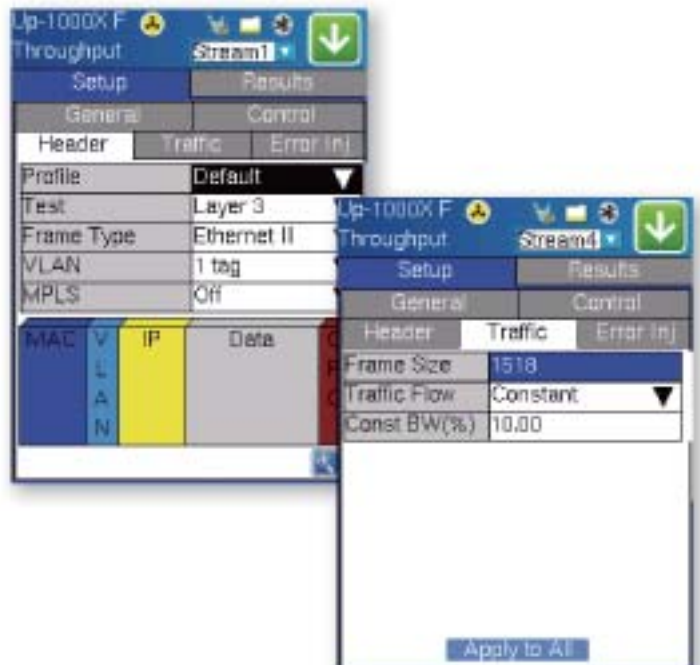 Up-1000X F
Throughput Stream1
Setup Results
General Control
Header Traffic Error Inj
Profile Default
Test Layer 3
Frame Type Ethernet II
VLAN 1 tag
MPLS Off
MAC VLAN IP Data
Up-1000X F
Throughput Stream4
Setup Results
General Control
Header Traffic Error Inj
Frame Size 1518
Traffic Flow Constant
Const BW(%) 10.00
Apply to All